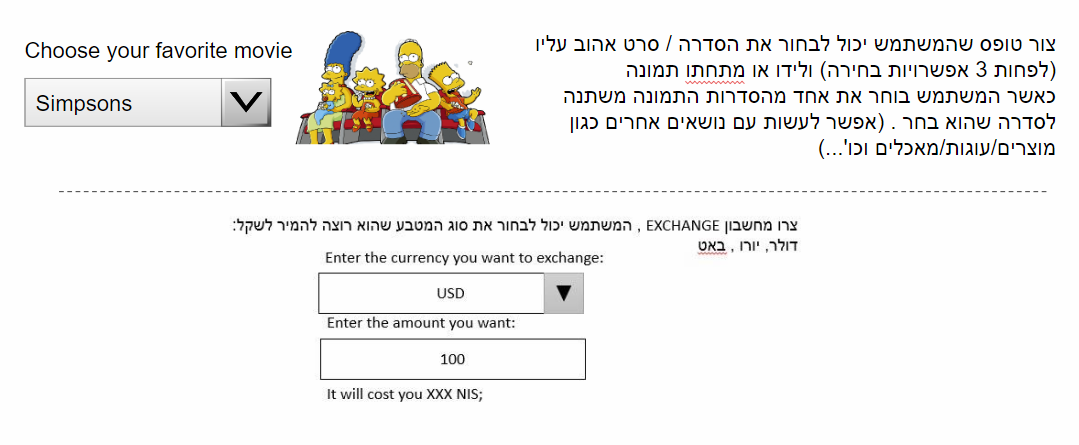 Choose your favorite movie
Simpsons
צור טופס שהמשתמש יכול לבחור את הסדרה / סרט אהוב עליו
(לפחות 3 אפשרויות בחירה) ולידו או מתחתו תמונה
כאשר המשתמש בוחר את אחד מהסדרות התמונה משתנה
לסדרה שהוא בחר . (אפשר לעשות עם נושאים אחרים כגון
מוצרים/עוגות/מאכלים וכו'...)
צרו מחשבון EXCHANGE , המשתמש יכול לבחור את סוג המטבע שהוא רוצה להמיר לשקל:
דולר, יורו , באט
Enter the currency you want to exchange:
USD
Enter the amount you want:
100
It will cost you XXX NIS;